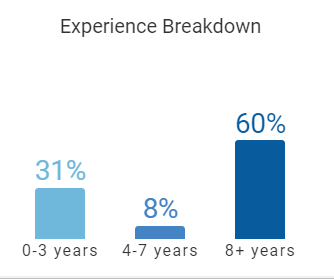 Experience Breakdown
60%
31%
8%
0-3 years 4-7 years 8+ years